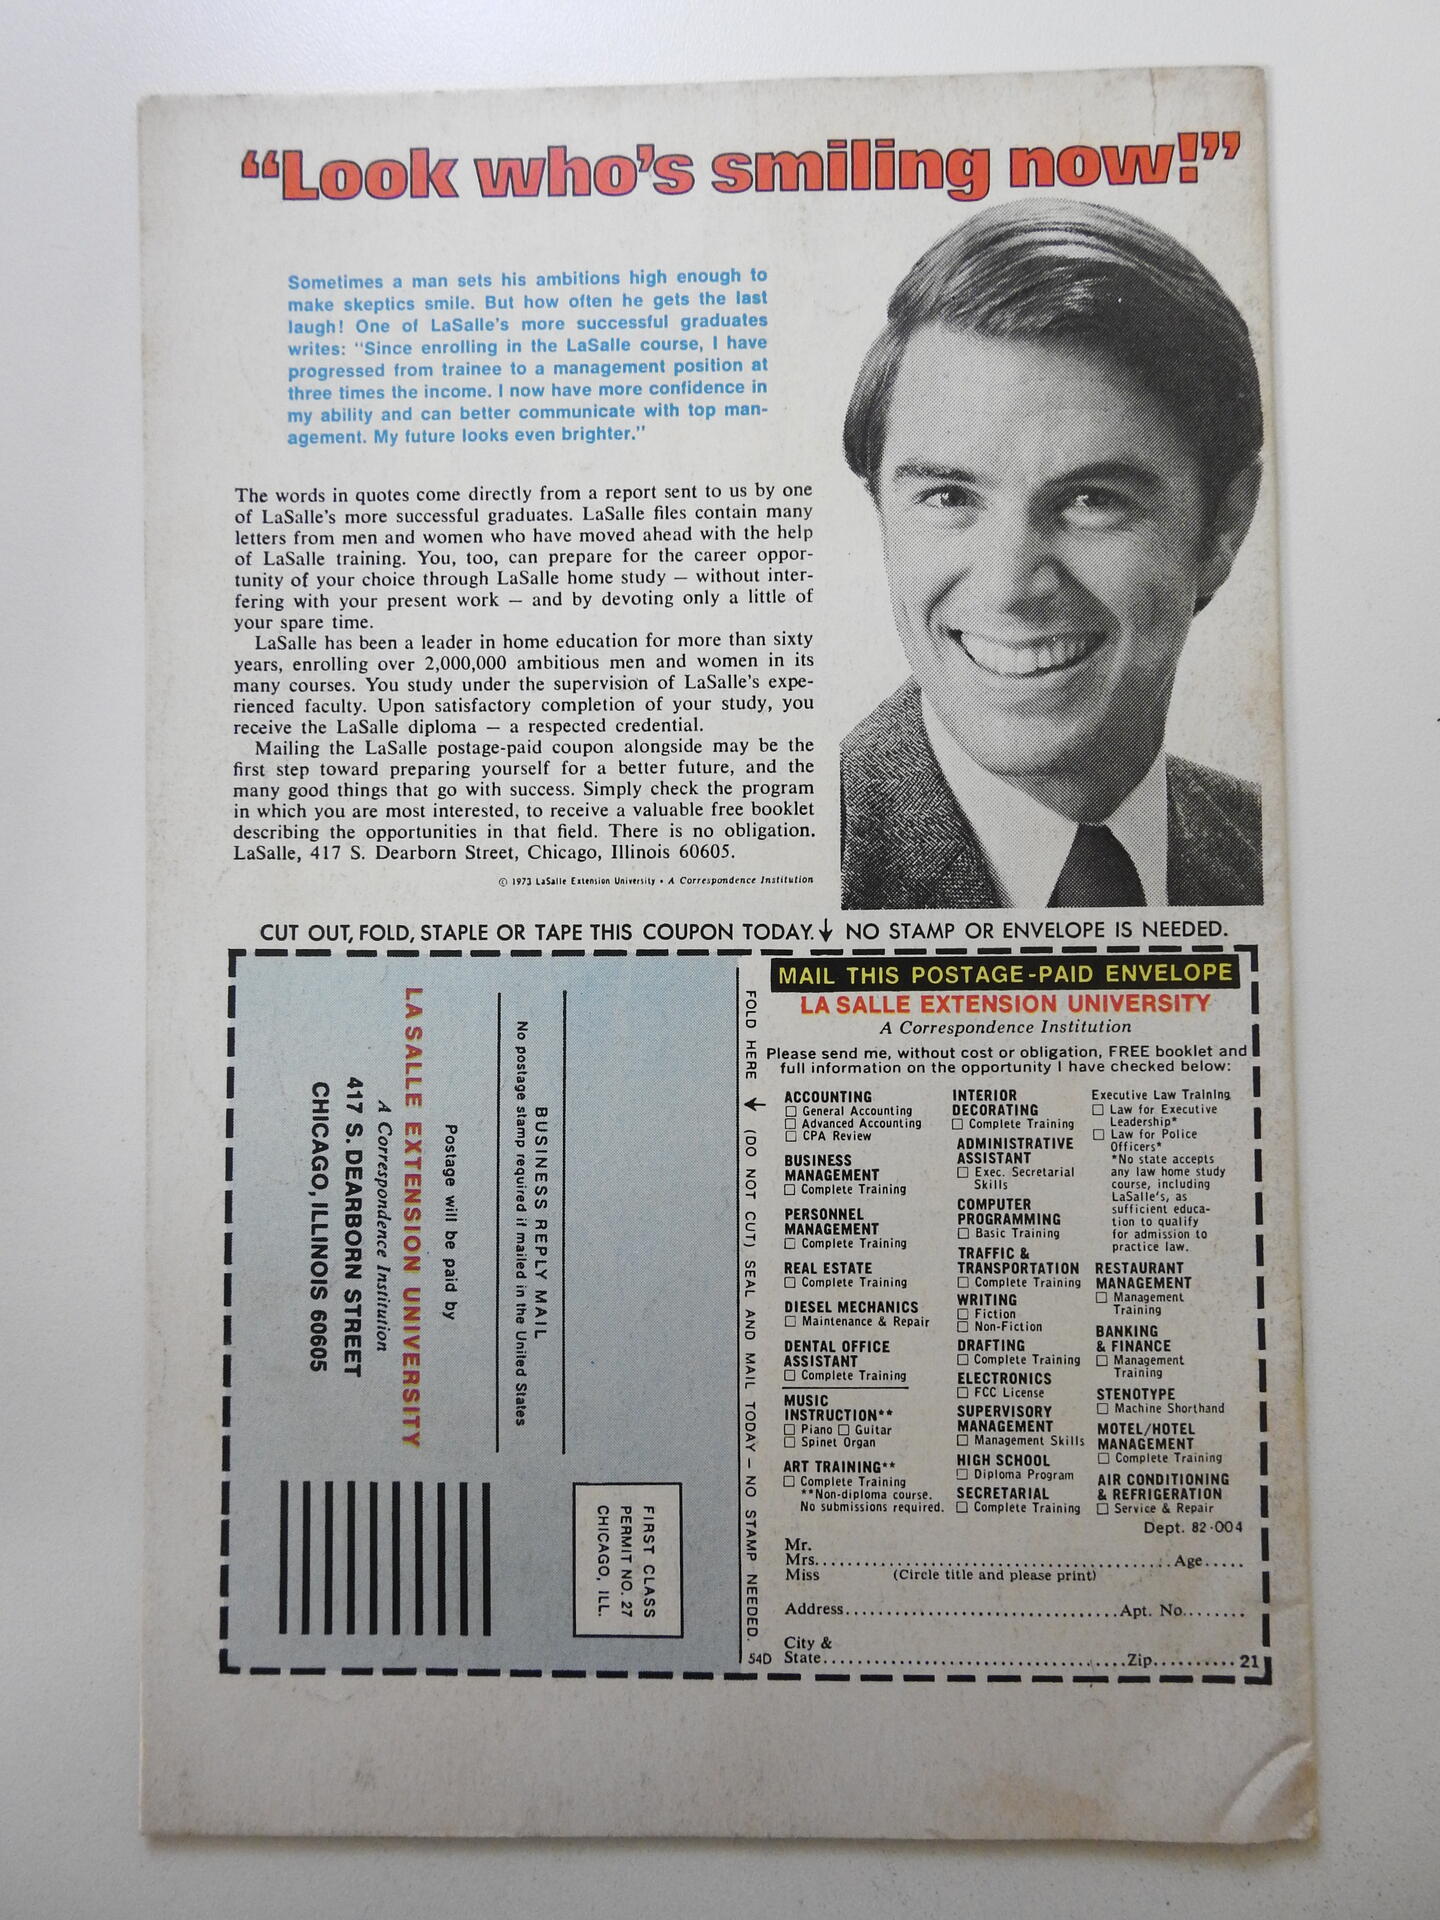 “Look who’s smiling now!”
Sometimes a man sets his ambitions high enough to
make skeptics smile. But how often he gets the last
laugh! One of LaSalle's more successful graduates
writes: "Since enrolling in the LaSalle course, I have
progressed from trainee to a management position at
three times the income. I now have more confidence in
my ability and can better communicate with top man-
agement. My future looks even brighter."
The words in quotes come directly from a report sent to us by one
of LaSalle's more successful graduates. LaSalle files contain many
letters from men and women who have moved ahead with the help
of LaSalle training. You, too, can prepare for the career oppor-
tunity of your choice through LaSalle home study — without inter-
fering with your present work — and by devoting only a little of
your spare time.
LaSalle has been a leader in home education for more than sixty
years, enrolling over 2,000,000 ambitious men and women in its
many courses. You study under the supervision of LaSalle's expe-
rienced faculty. Upon satisfactory completion of your study, you
receive the LaSalle diploma — a respected credential.
Mailing the LaSalle postage-paid coupon alongside may be the
first step toward preparing yourself for a better future, and the
many good things that go with success. Simply check the program
in which you are most interested, to receive a valuable free booklet
describing the opportunities in that field. There is no obligation.
LaSalle, 417 S. Dearborn Street, Chicago, Illinois 60605.
© 1973 LaSalle Extension University • A Correspondence Institution
CUT OUT, FOLD, STAPLE OR TAPE THIS COUPON TODAY. ↓ NO STAMP OR ENVELOPE IS NEEDED.
FIRST CLASS
PERMIT NO. 27
CHICAGO, ILL.
BUSINESS REPLY MAIL
No postage stamp required if mailed in the United States
Postage will be paid by
LA SALLE EXTENSION UNIVERSITY
A Correspondence Institution
417 S. DEARBORN STREET
CHICAGO, ILLINOIS 60605
FOLD HERE ← (DO NOT CUT) SEAL AND MAIL TODAY — NO STAMP NEEDED.
54D
MAIL THIS POSTAGE-PAID ENVELOPE
LA SALLE EXTENSION UNIVERSITY
A Correspondence Institution
Please send me, without cost or obligation, FREE booklet and
full information on the opportunity I have checked below:
ACCOUNTING
☐ General Accounting
☐ Advanced Accounting
☐ CPA Review
BUSINESS
MANAGEMENT
☐ Complete Training
PERSONNEL
MANAGEMENT
☐ Complete Training
REAL ESTATE
☐ Complete Training
DIESEL MECHANICS
☐ Maintenance & Repair
DENTAL OFFICE
ASSISTANT
☐ Complete Training
MUSIC
INSTRUCTION**
☐ Piano ☐ Guitar
☐ Spinet Organ
ART TRAINING**
☐ Complete Training
**Non-diploma course.
No submissions required.
INTERIOR
DECORATING
☐ Complete Training
ADMINISTRATIVE
ASSISTANT
☐ Exec. Secretarial
Skills
COMPUTER
PROGRAMMING
☐ Basic Training
TRAFFIC &
TRANSPORTATION
☐ Complete Training
WRITING
☐ Fiction
☐ Non-Fiction
DRAFTING
☐ Complete Training
ELECTRONICS
☐ FCC License
SUPERVISORY
MANAGEMENT
☐ Management Skills
HIGH SCHOOL
☐ Diploma Program
SECRETARIAL
☐ Complete Training
Executive Law Training
☐ Law for Executive
Leadership*
☐ Law for Police
Officers*
*No state accepts
any law home study
course, including
LaSalle's, as
sufficient educa-
tion to qualify
for admission to
practice law.
RESTAURANT
MANAGEMENT
☐ Management
Training
BANKING
& FINANCE
☐ Management
Training
STENOTYPE
☐ Machine Shorthand
MOTEL/HOTEL
MANAGEMENT
☐ Complete Training
AIR CONDITIONING
& REFRIGERATION
☐ Service & Repair
Dept. 82-004
Mr.
Mrs. Age
Miss (Circle title and please print)
Address Apt. No.
City &
State Zip 21